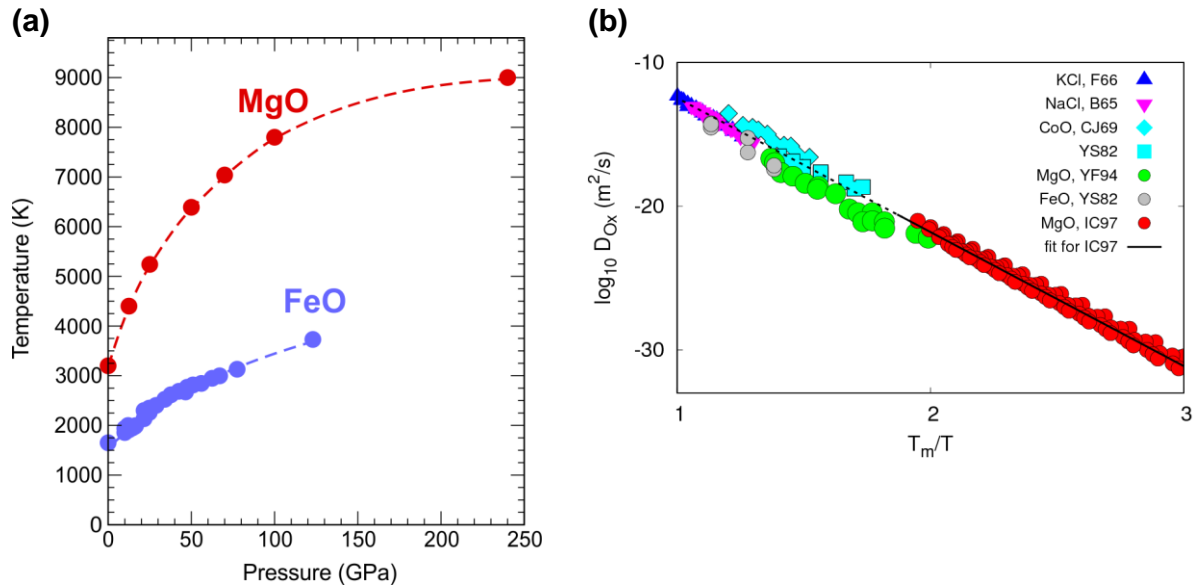 (a)
9000
8000
7000
6000
5000
4000
3000
2000
1000
0
0 50 100 150 200 250
Temperature (K)
Pressure (GPa)
MgO
FeO
(b)
-10
-20
-30
1 2 3
log₁₀ D_Ox (m²/s)
T_m/T
KCl, F66
NaCl, B65
CoO, CJ69
YS82
MgO, YF94
FeO, YS82
MgO, IC97
fit for IC97